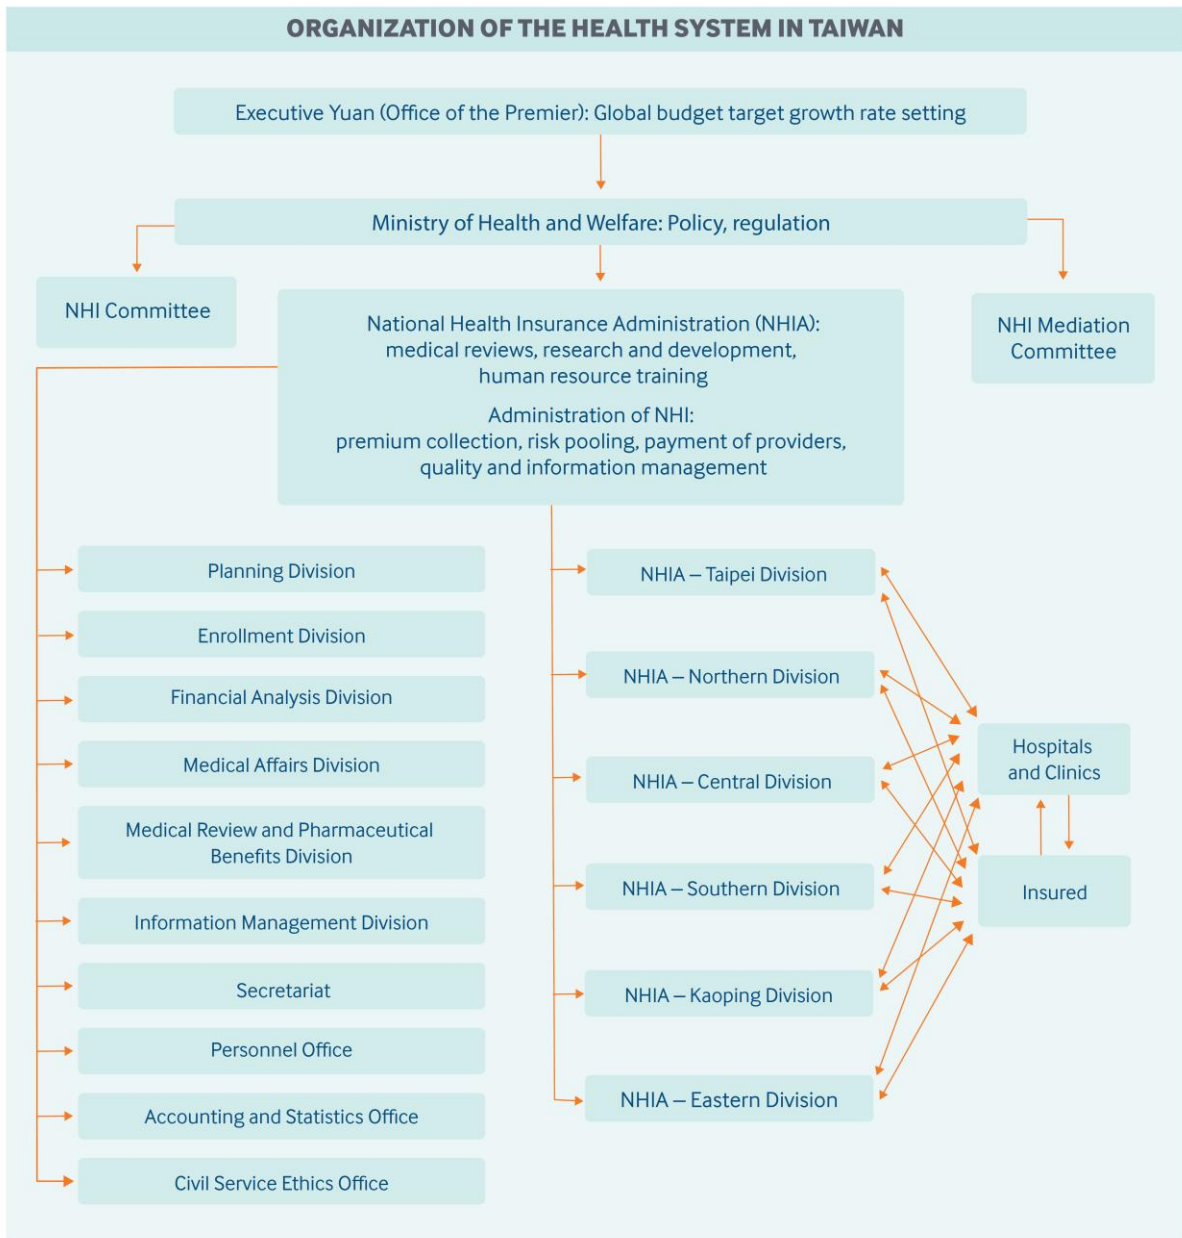 ORGANIZATION OF THE HEALTH SYSTEM IN TAIWAN
Executive Yuan (Office of the Premier): Global budget target growth rate setting
Ministry of Health and Welfare: Policy, regulation
NHI Committee
National Health Insurance Administration (NHIA):
medical reviews, research and development,
human resource training
Administration of NHI:
premium collection, risk pooling, payment of providers,
quality and information management
NHI Mediation
Committee
Planning Division
Enrollment Division
Financial Analysis Division
Medical Affairs Division
Medical Review and Pharmaceutical
Benefits Division
Information Management Division
Secretariat
Personnel Office
Accounting and Statistics Office
Civil Service Ethics Office
NHIA – Taipei Division
NHIA – Northern Division
NHIA – Central Division
NHIA – Southern Division
NHIA – Kaoping Division
NHIA – Eastern Division
Hospitals
and Clinics
Insured